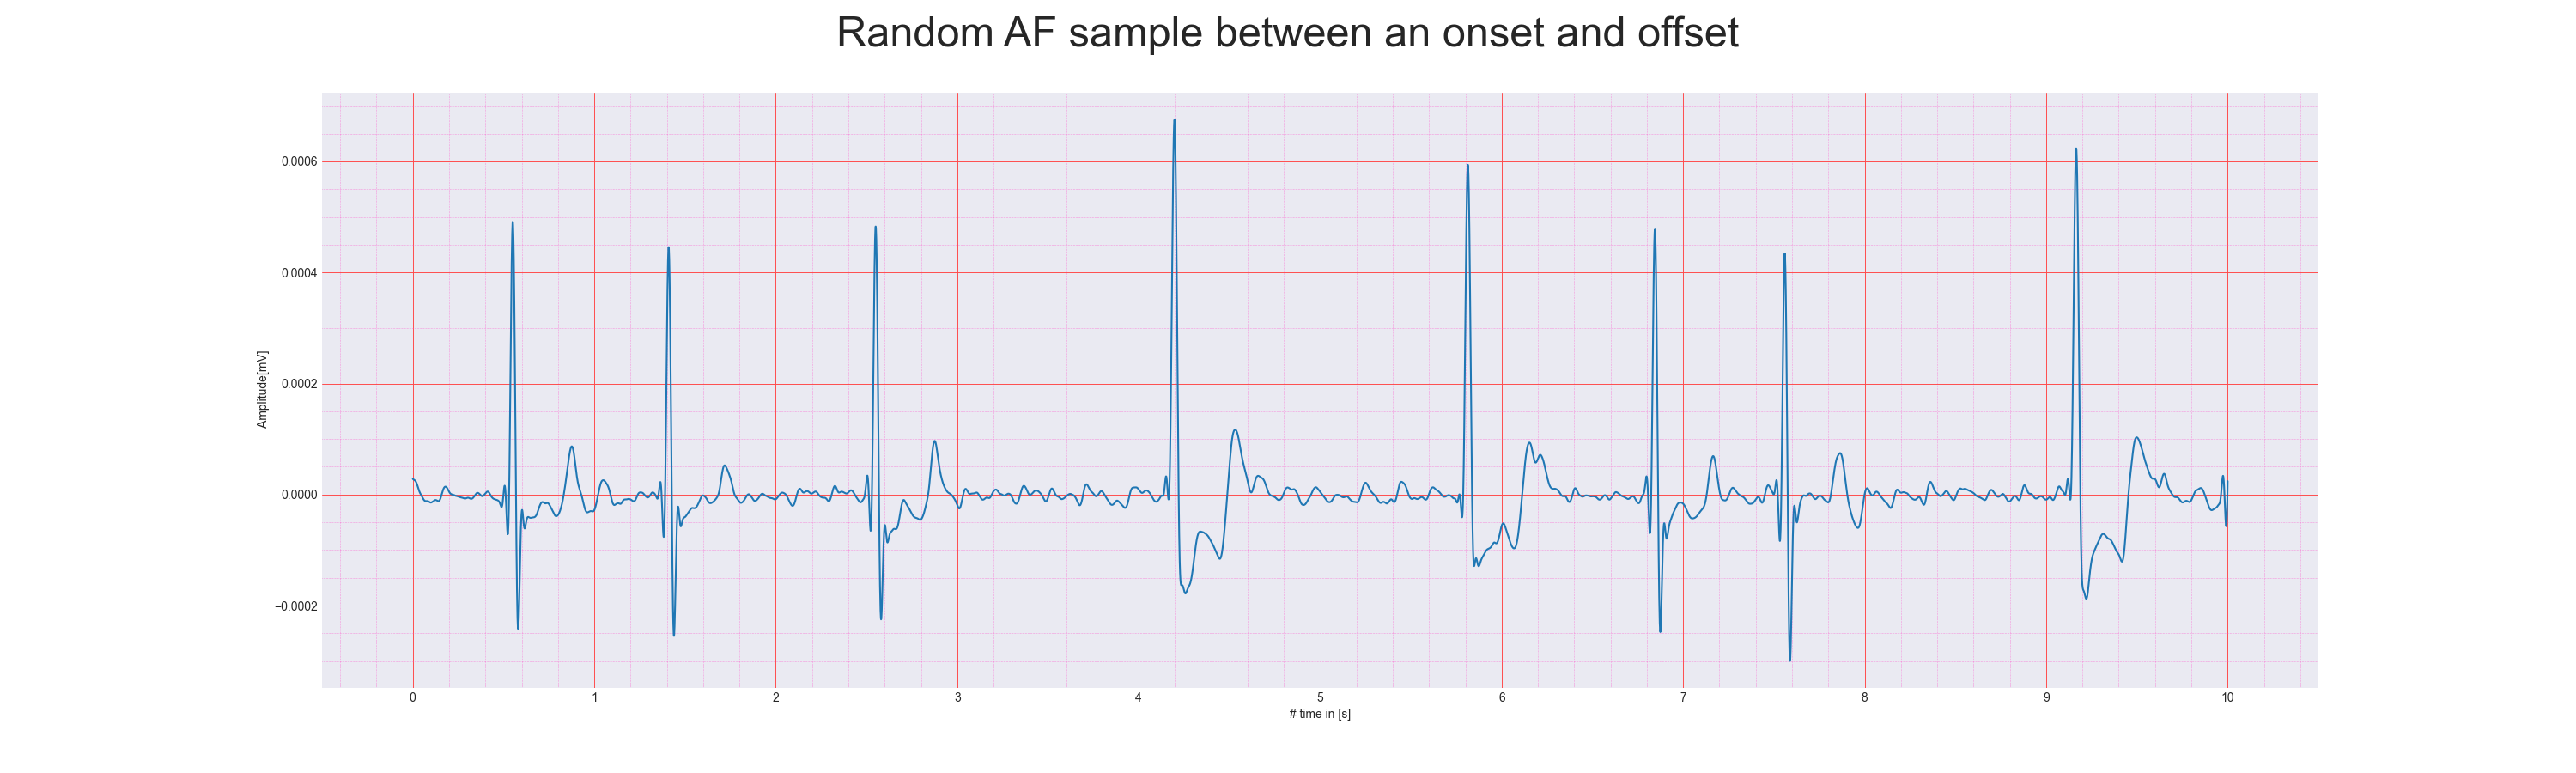 Random AF sample between an onset and offset
0.0006
0.0004
0.0002
0.0000
−0.0002
Amplitude[mV]
0 1 2 3 4 5 6 7 8 9 10
# time in [s]